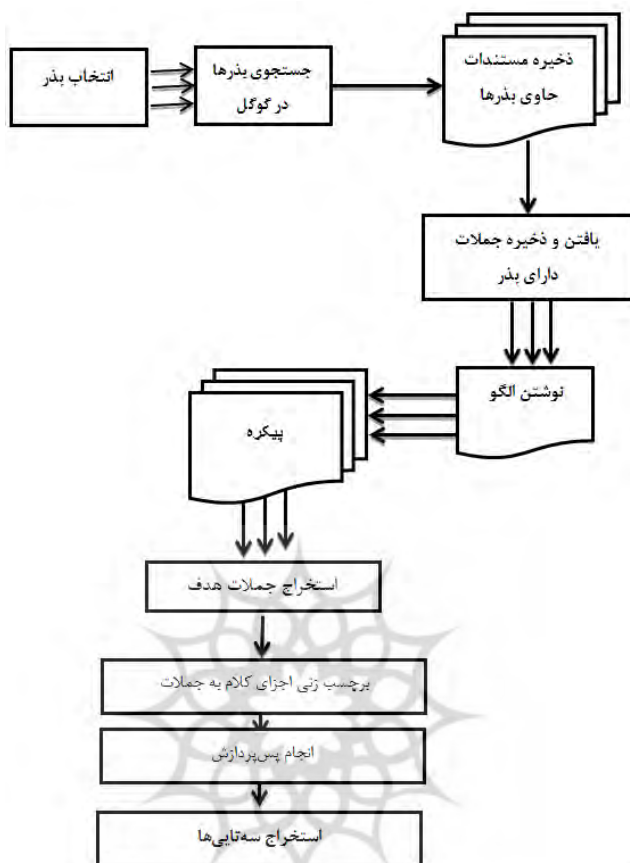 انتخاب بذر
جستجوی بذرها
در گوگل
ذخیره مستندات
حاوی بذرها
یافتن و ذخیره جملات
دارای بذر
نوشتن الگو
پیکره
استخراج جملات هدف
برچسب زنی اجزای کلام به جملات
انجام پس‌پردازش
استخراج سه‌تایی‌ها